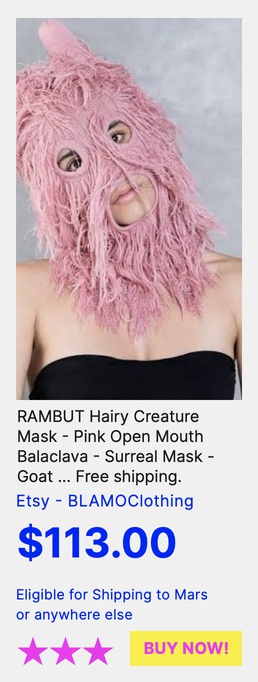 RAMBUT Hairy Creature
Mask - Pink Open Mouth
Balaclava - Surreal Mask -
Goat ... Free shipping.
Etsy - BLAMOClothing
$113.00
Eligible for Shipping to Mars
or anywhere else
BUY NOW!